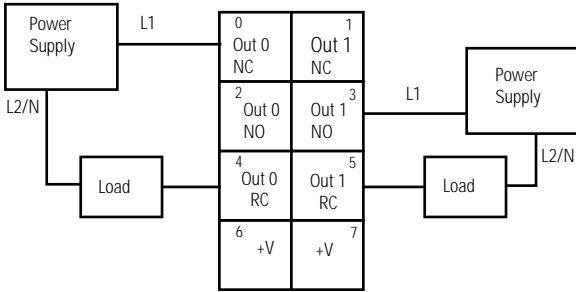 Power
Supply
L1
L2/N
Load
0
Out 0
NC
1
Out 1
NC
2
Out 0
NO
3
Out 1
NO
4
Out 0
RC
5
Out 1
RC
6
+V
7
+V
L1
Power
Supply
L2/N
Load